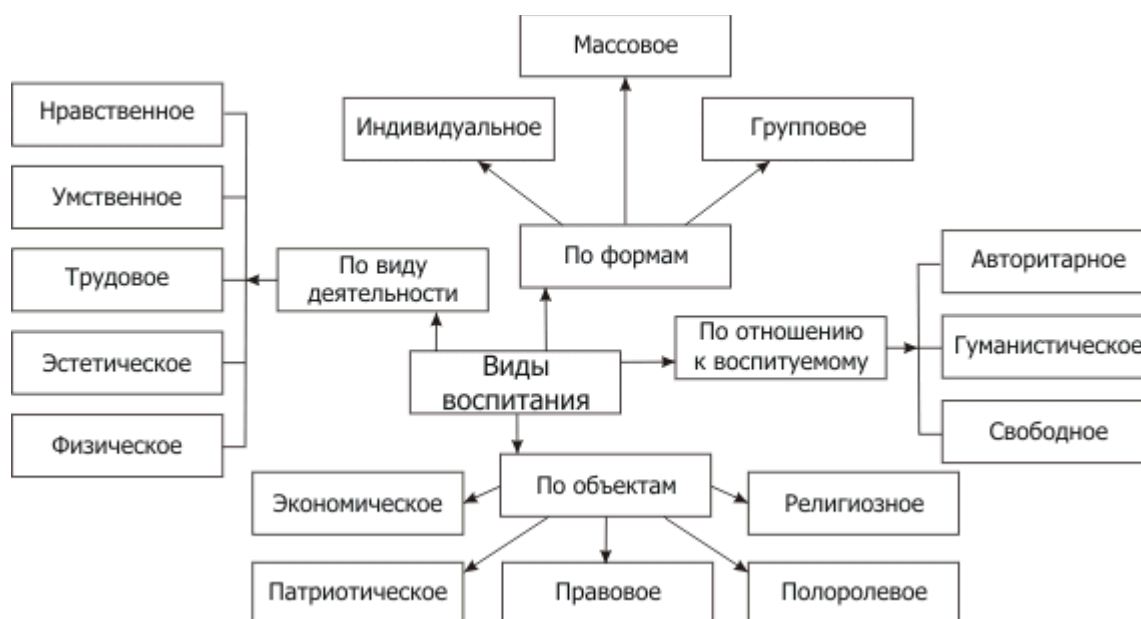 Массовое
Нравственное
Индивидуальное
Групповое
Умственное
По формам
Авторитарное
По виду
деятельности
Трудовое
По отношению
к воспитуемому
Гуманистическое
Эстетическое
Виды
воспитания
Свободное
Физическое
По объектам
Экономическое
Религиозное
Патриотическое
Правовое
Полоролевое